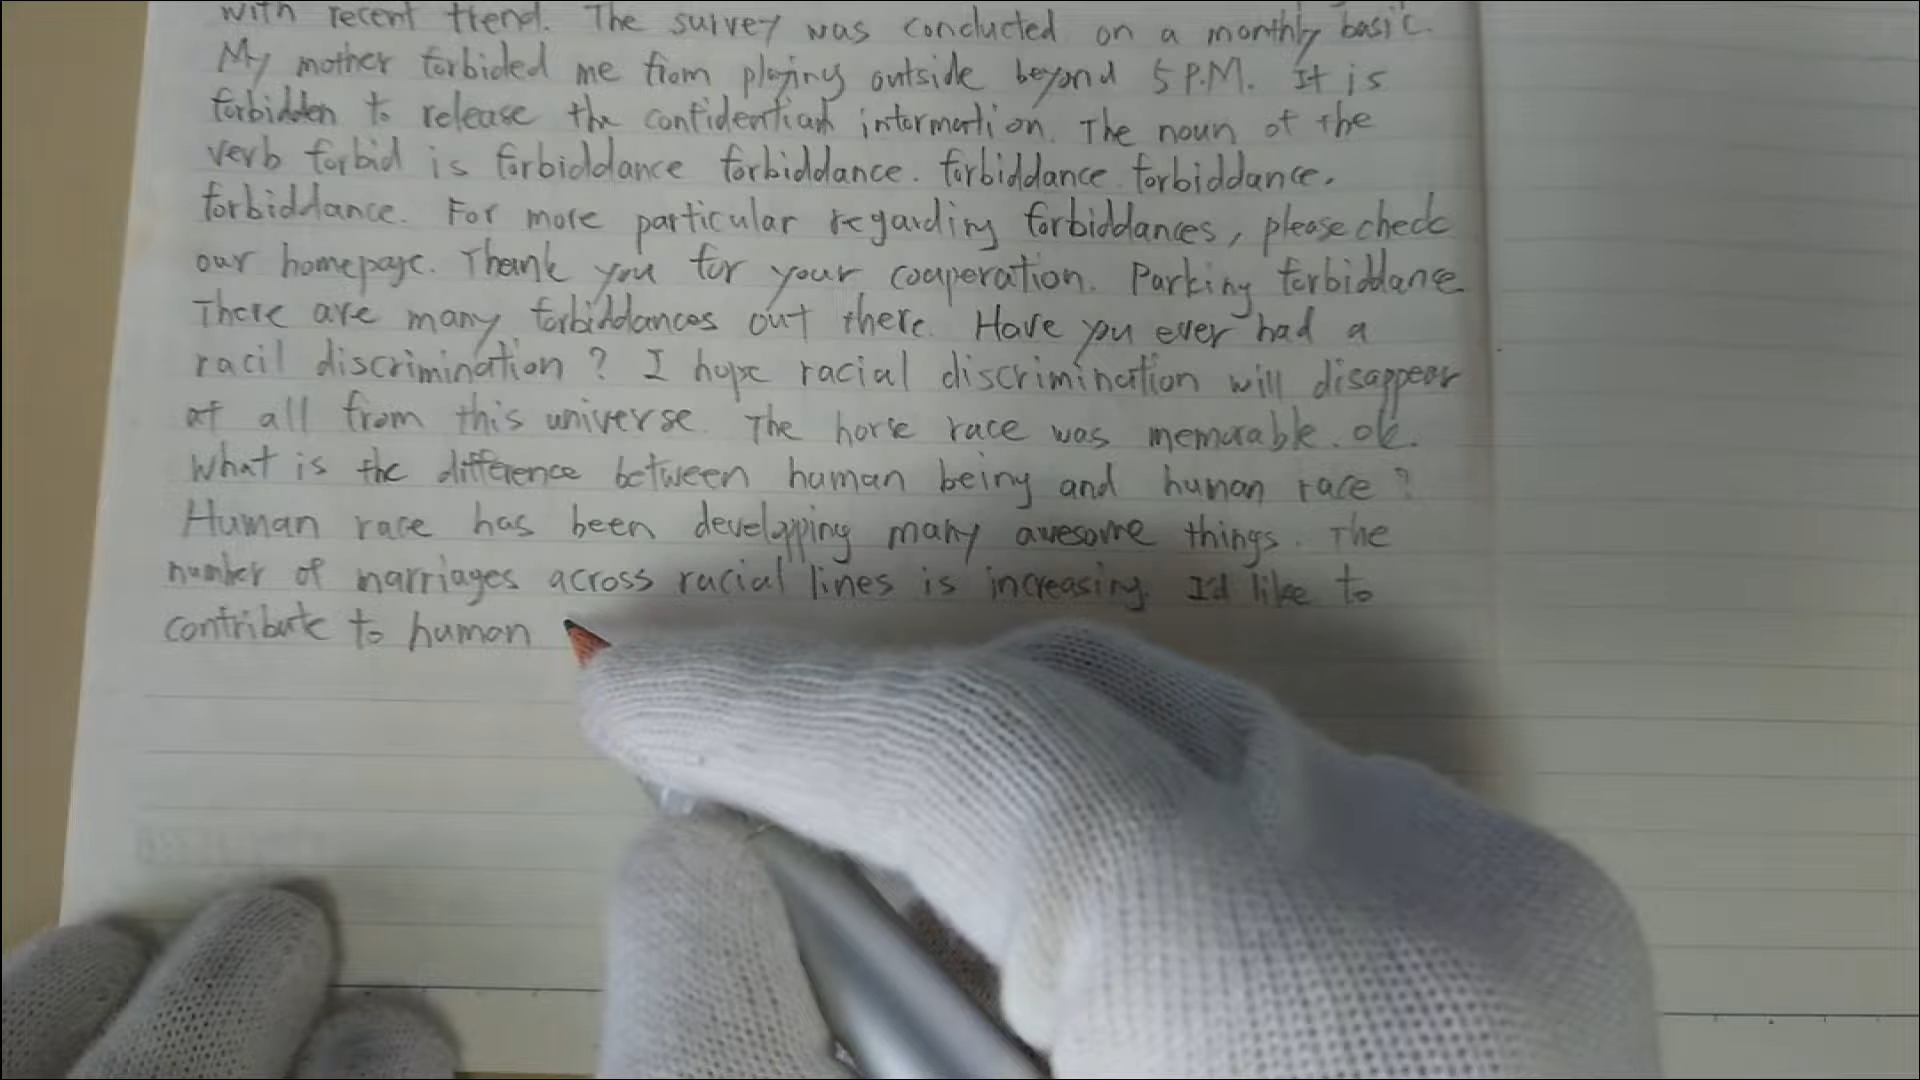 with recent trend. The survey was conducted on a monthly basic.
My mother forbided me from playing outside beyond 5 P.M. It is
forbidden to release the information. The noun of the
verb forbid is forbiddance forbiddance. forbiddance. forbiddance.
forbiddance. For more particular regarding forbiddances, please check
our homepage. Thank you for your couperation. Parking forbiddance
There are many forbiddances out there. Have you ever had a
racil discrimination? I hope racial discrimination will disappear
at all from this universe. The horse race was memorable. ok.
What is the difference between human being and human race?
Human race has been developping many awesome things. The
number of marriages across racial lines is increasing. I'd like to
contribute to human